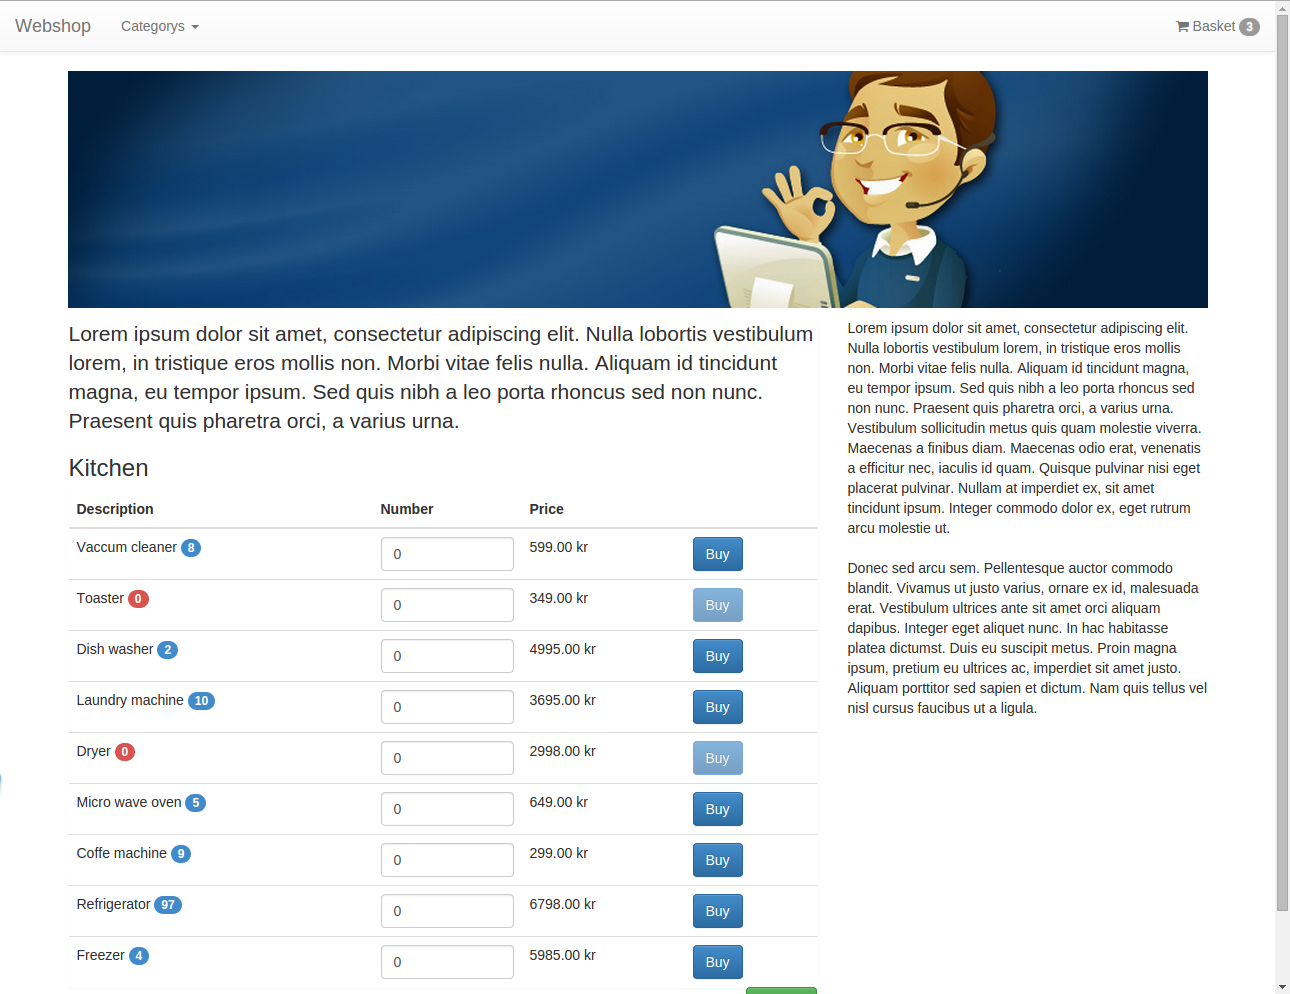 Webshop Categorys Basket 3
Lorem ipsum dolor sit amet, consectetur adipiscing elit. Nulla lobortis vestibulum
lorem, in tristique eros mollis non. Morbi vitae felis nulla. Aliquam id tincidunt
magna, eu tempor ipsum. Sed quis nibh a leo porta rhoncus sed non nunc.
Praesent quis pharetra orci, a varius urna.
Kitchen
Description Number Price
Vaccum cleaner 8 0 599.00 kr Buy
Toaster 0 0 349.00 kr Buy
Dish washer 2 0 4995.00 kr Buy
Laundry machine 10 0 3695.00 kr Buy
Dryer 0 0 2998.00 kr Buy
Micro wave oven 5 0 649.00 kr Buy
Coffe machine 9 0 299.00 kr Buy
Refrigerator 97 0 6798.00 kr Buy
Freezer 4 0 5985.00 kr Buy
Lorem ipsum dolor sit amet, consectetur adipiscing elit.
Nulla lobortis vestibulum lorem, in tristique eros mollis
non. Morbi vitae felis nulla. Aliquam id tincidunt magna,
eu tempor ipsum. Sed quis nibh a leo porta rhoncus sed
non nunc. Praesent quis pharetra orci, a varius urna.
Vestibulum sollicitudin metus quis quam molestie viverra.
Maecenas a finibus diam. Maecenas odio erat, venenatis
a efficitur nec, iaculis id quam. Quisque pulvinar nisi eget
placerat pulvinar. Nullam at imperdiet ex, sit amet
tincidunt ipsum. Integer commodo dolor ex, eget rutrum
arcu molestie ut.
Donec sed arcu sem. Pellentesque auctor commodo
blandit. Vivamus ut justo varius, ornare ex id, malesuada
erat. Vestibulum ultrices ante sit amet orci aliquam
dapibus. Integer eget aliquet nunc. In hac habitasse
platea dictumst. Duis eu suscipit metus. Proin magna
ipsum, pretium eu ultrices ac, imperdiet sit amet justo.
Aliquam porttitor sed sapien et dictum. Nam quis tellus vel
nisl cursus faucibus ut a ligula.